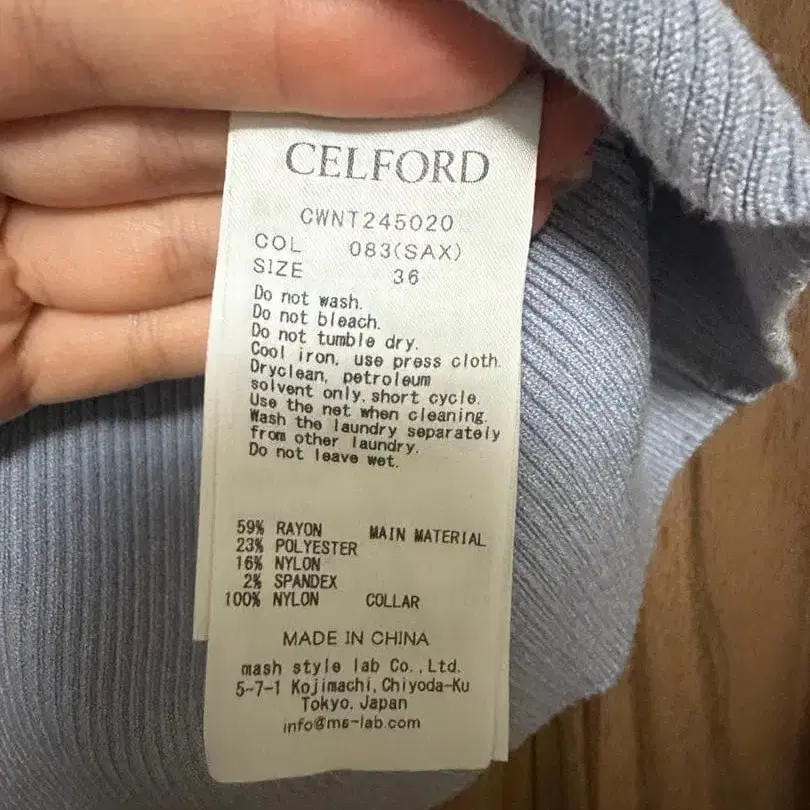 CELFORD
CWNT245020
COL 083(SAX)
SIZE 36
Do not wash.
Do not bleach.
Do not tumble dry.
Cool iron, use press cloth.
Dryclean, petroleum
solvent only, short cycle.
Use the net when cleaning.
Wash the laundry separately
from other laundry.
Do not leave wet.
59% RAYON MAIN MATERIAL
23% POLYESTER
16% NYLON
2% SPANDEX
100% NYLON COLLAR
MADE IN CHINA
mash style lab Co.,Ltd.
5-7-1 Kojimachi,Chiyoda-Ku
Tokyo,Japan
info@ms-lab.com